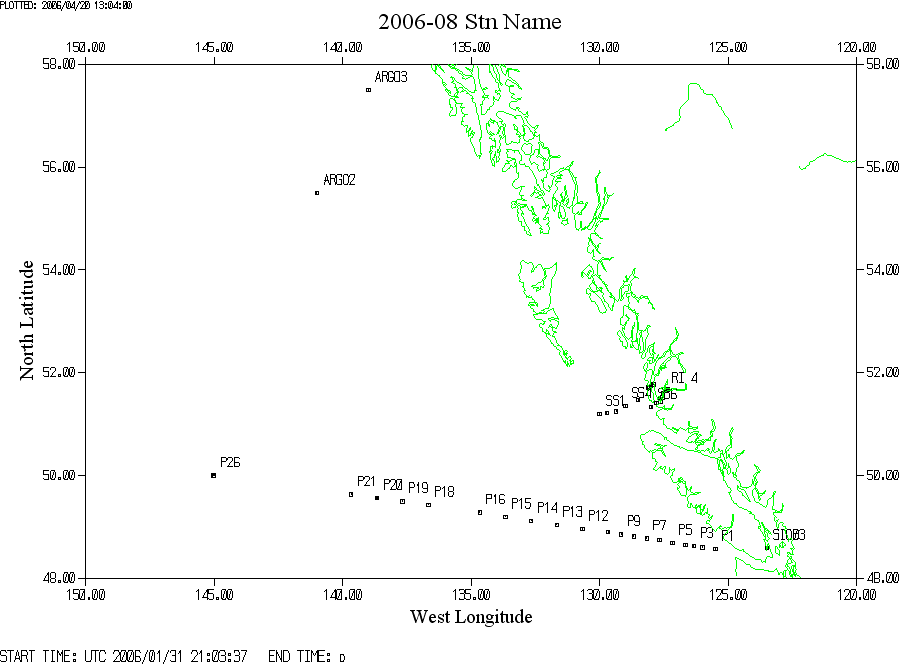 PLOTTED: 2006/04/20 13:04:00
2006-08 Stn Name
150.00 145.00 140.00 135.00 130.00 125.00 120.00
58.00 58.00
ARGO3
56.00 56.00
ARGO2
54.00 54.00
North Latitude
52.00 52.00
RI 4
SS1
50.00 50.00
P26
P21 P20 P19 P18 P16 P15 P14 P13 P12 P9 P7 P5 P3 P1
48.00 48.00
150.00 145.00 140.00 135.00 130.00 125.00 120.00
West Longitude
START TIME: UTC 2006/01/31 21:03:37 END TIME: 0